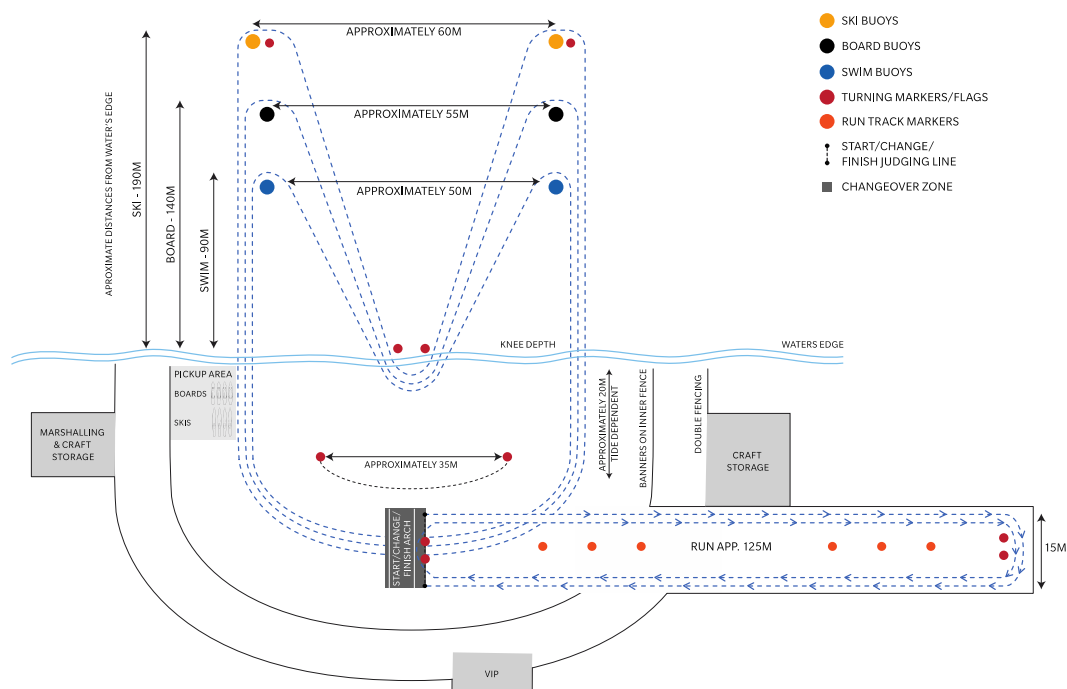 APPROXIMATELY 60M
APPROXIMATELY 55M
APPROXIMATELY 50M
APROXIMATE DISTANCES FROM WATER'S EDGE
SKI - 190M
BOARD - 140M
SWIM - 90M
SKI BUOYS
BOARD BUOYS
SWIM BUOYS
TURNING MARKERS/FLAGS
RUN TRACK MARKERS
START/CHANGE/
FINISH JUDGING LINE
CHANGEOVER ZONE
KNEE DEPTH
WATERS EDGE
PICKUP AREA
BOARDS
SKIS
MARSHALLING
& CRAFT
STORAGE
APPROXIMATELY 35M
APPROXIMATELY 20M
TIDE DEPENDENT
BANNERS ON INNER FENCE
DOUBLE FENCING
CRAFT
STORAGE
START/CHANGE/
FINISH ARCH
RUN APP. 125M
15M
VIP